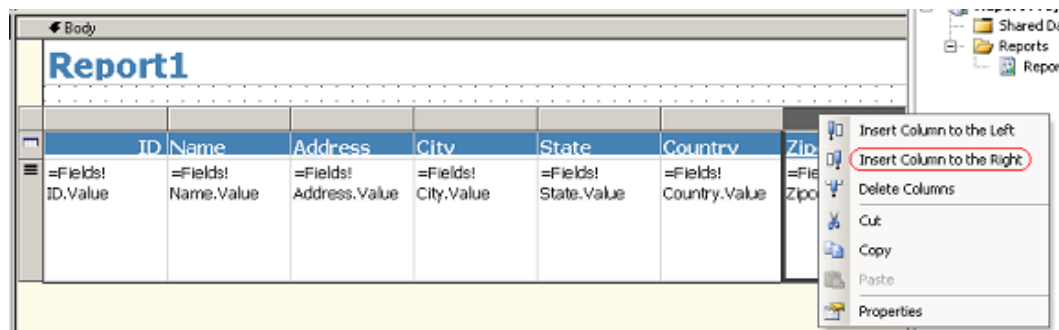 Body
Report1
ID Name Address City State Country
=Fields! =Fields! =Fields! =Fields! =Fields! =Fields!
ID.Value Name.Value Address.Value City.Value State.Value Country.Value
Insert Column to the Left
Insert Column to the Right
Delete Columns
Cut
Copy
Paste
Properties
Shared
Reports